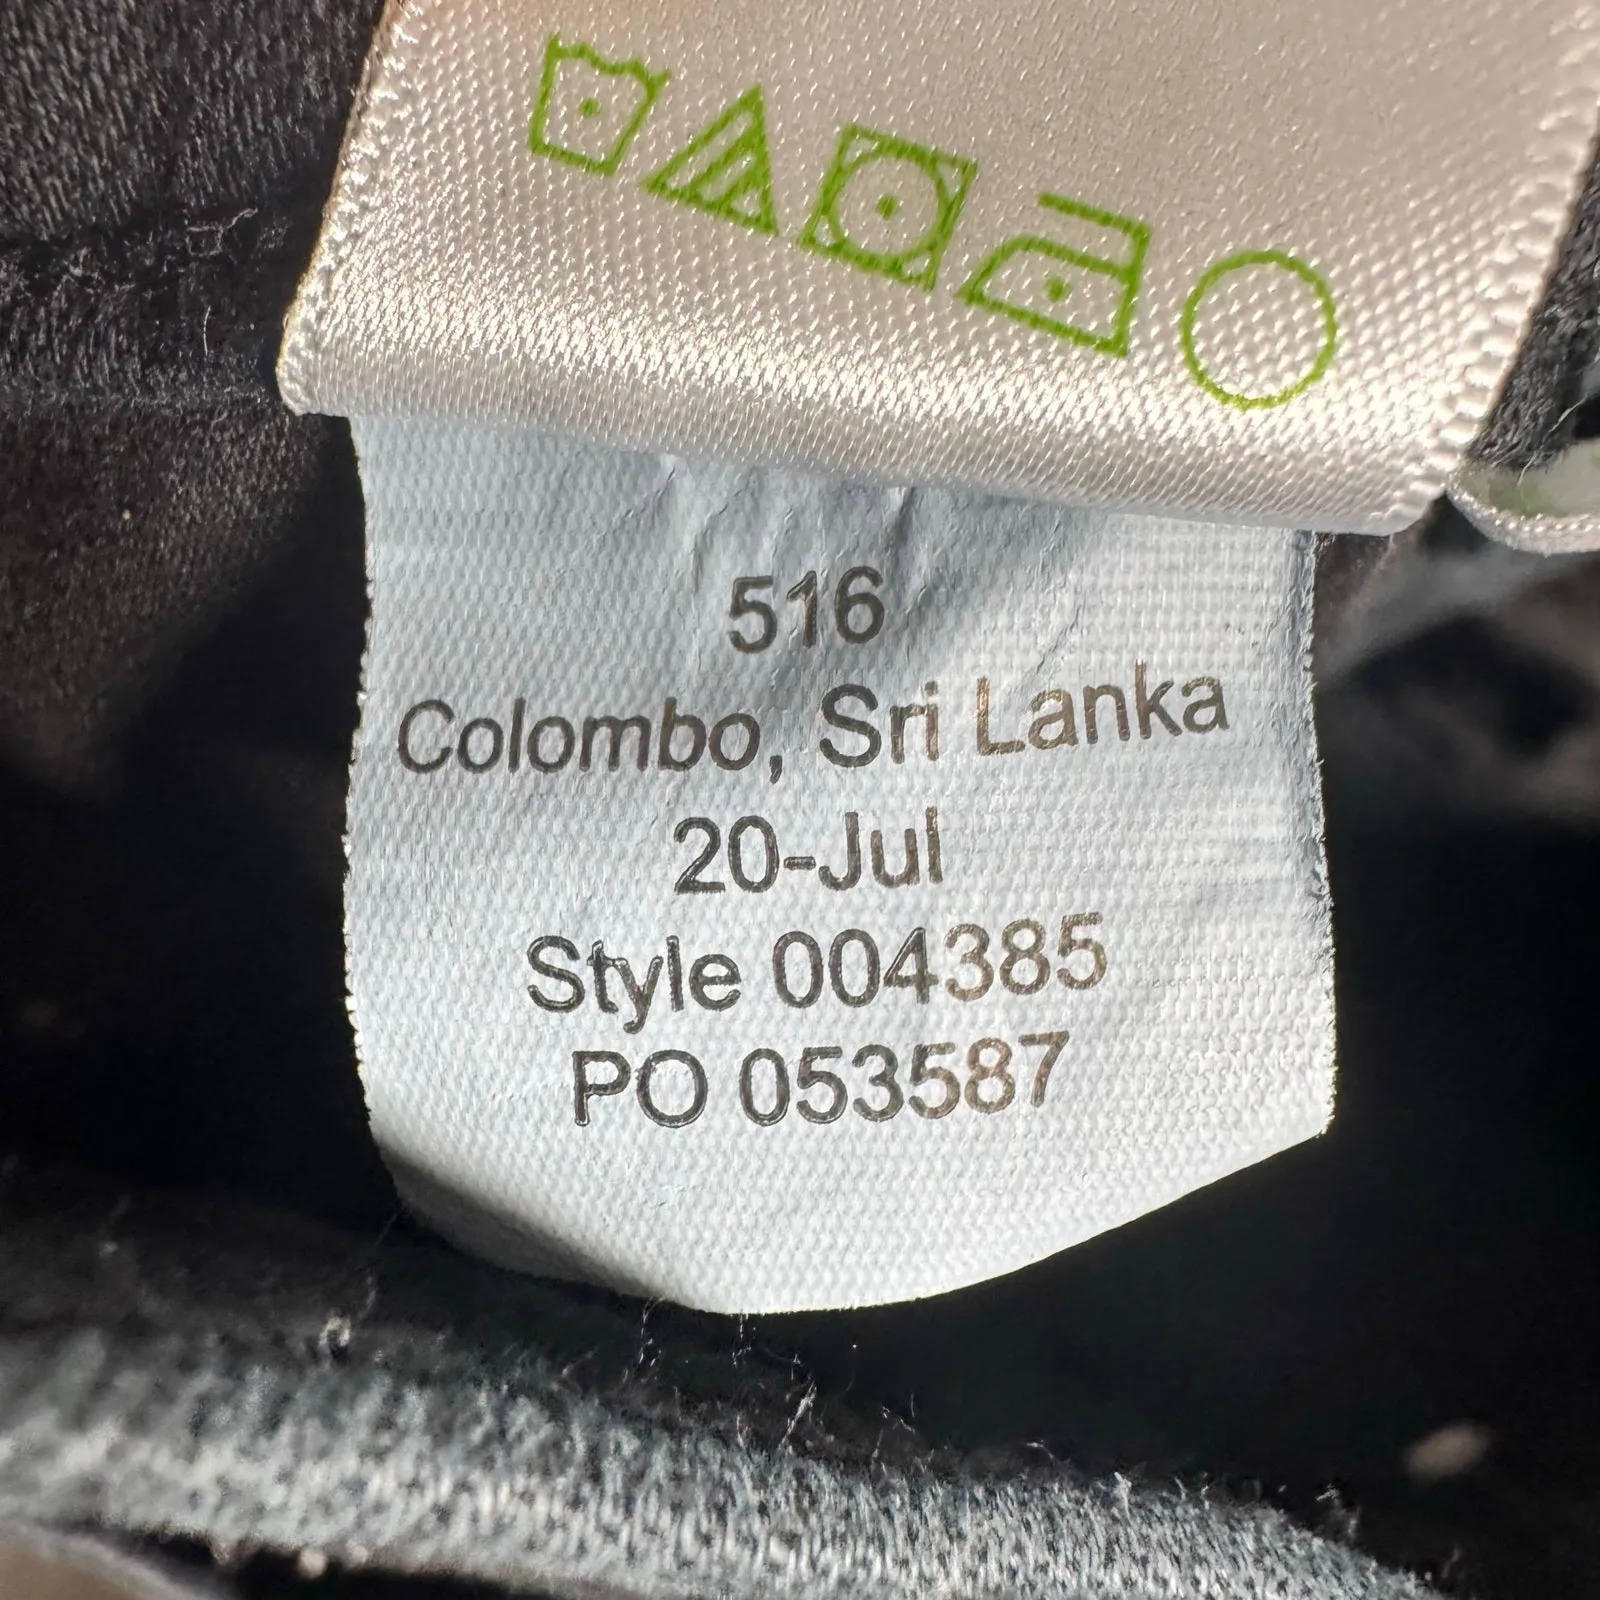 516
Colombo, Sri Lanka
20-Jul
Style 004385
PO 053587